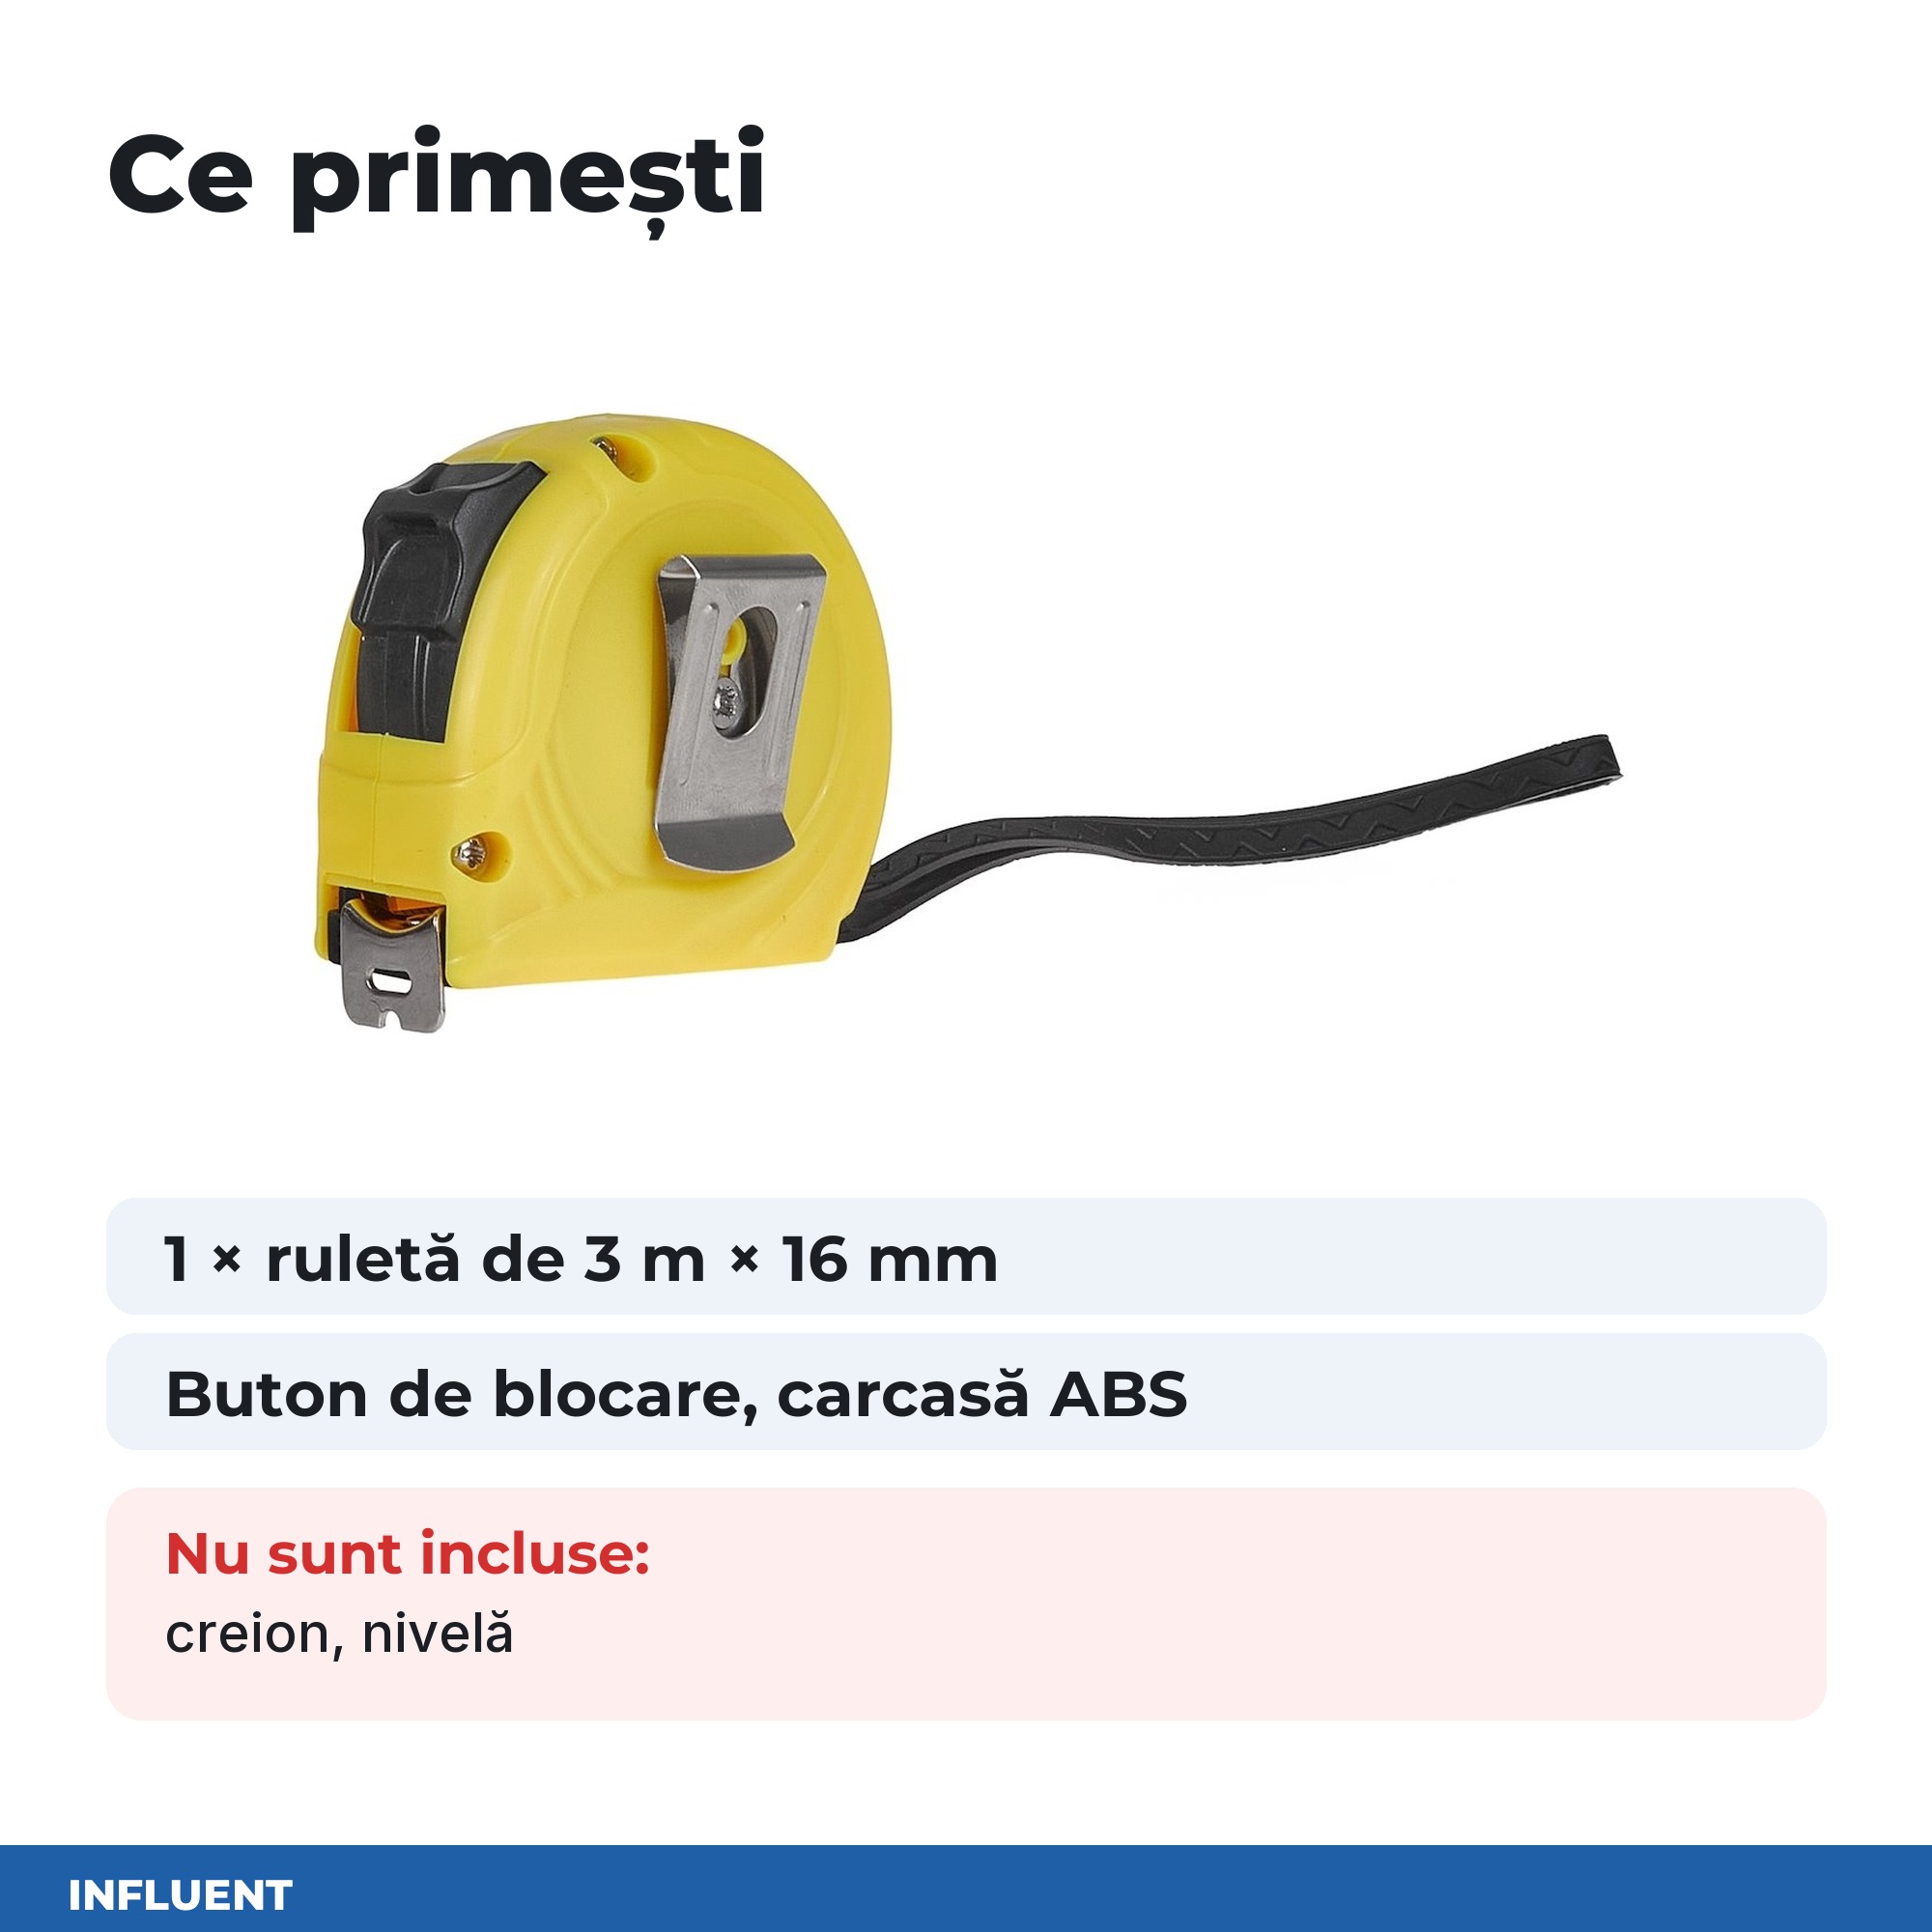 Ce primești
1 × ruletă de 3 m × 16 mm
Buton de blocare, carcasă ABS
Nu sunt incluse:
creion, nivelă
INFLUENT